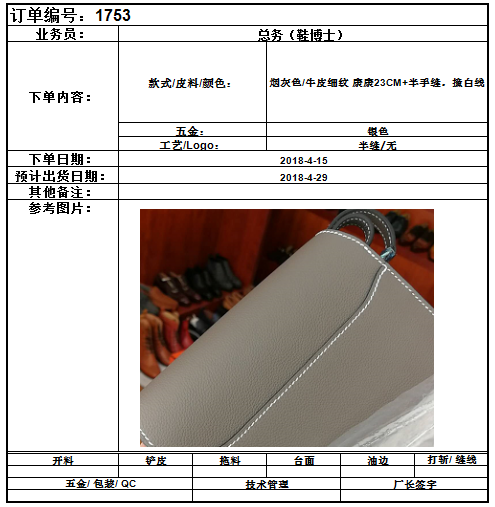 订单编号：1753
业务员： 总务（鞋博士）
下单内容： 款式/皮料/颜色： 烟灰色/牛皮细纹 康康23CM+半手缝，撞白线
五金： 银色
工艺/Logo： 半缝/无
下单日期： 2018-4-15
预计出货日期： 2018-4-29
其他备注：
参考图片：
开料 铲皮 拖料 台面 油边 打斩/ 缝线
五金/ 包装/ QC 技术管理 厂长签字